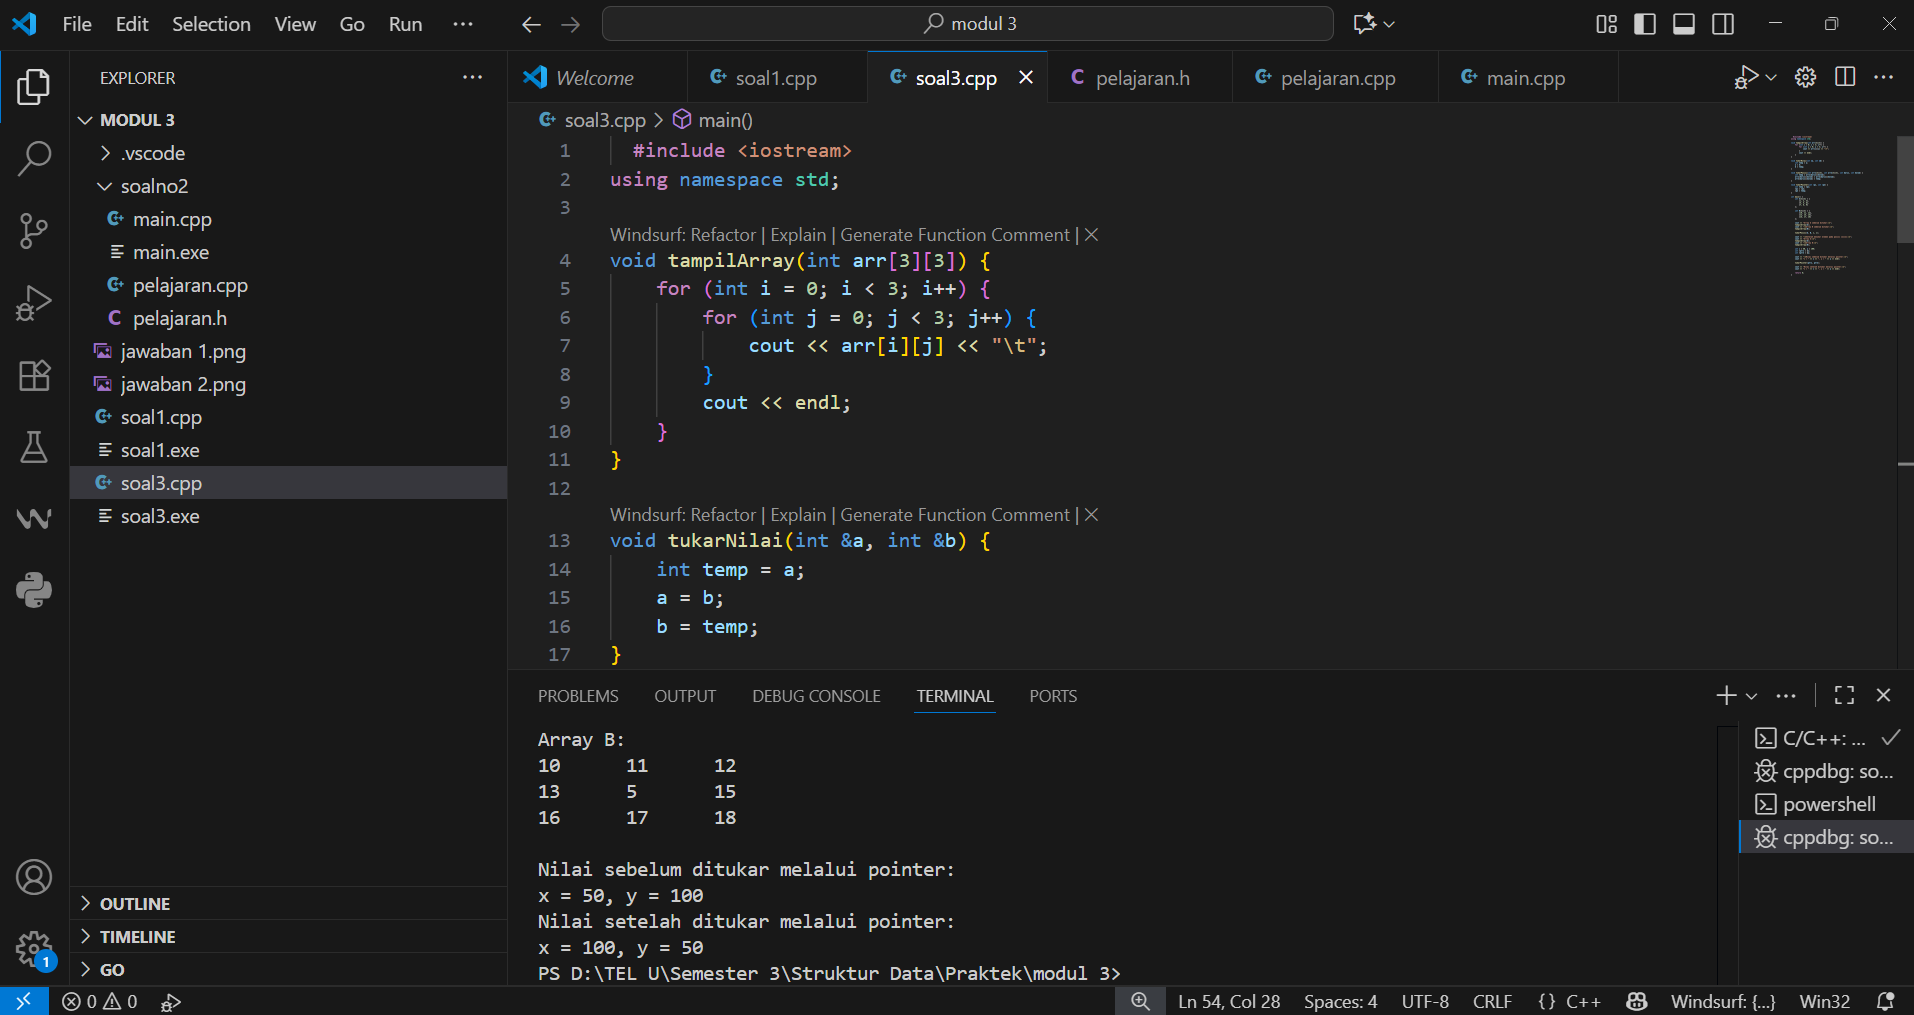 File Edit Selection View Go Run ··· modul 3
EXPLORER ···
MODUL 3
.vscode
soalno2
main.cpp
main.exe
pelajaran.cpp
pelajaran.h
jawaban 1.png
jawaban 2.png
soal1.cpp
soal1.exe
soal3.cpp
soal3.exe
OUTLINE
TIMELINE
GO
Welcome soal1.cpp soal3.cpp pelajaran.h pelajaran.cpp main.cpp
soal3.cpp > main()
1 #include <iostream>
2 using namespace std;
3
Windsurf: Refactor | Explain | Generate Function Comment | ×
4 void tampilArray(int arr[3][3]) {
5 for (int i = 0; i < 3; i++) {
6 for (int j = 0; j < 3; j++) {
7 cout << arr[i][j] << "\t";
8 }
9 cout << endl;
10 }
11 }
12
Windsurf: Refactor | Explain | Generate Function Comment | ×
13 void tukarNilai(int &a, int &b) {
14 int temp = a;
15 a = b;
16 b = temp;
17 }
PROBLEMS OUTPUT DEBUG CONSOLE TERMINAL PORTS
Array B:
10 11 12
13 5 15
16 17 18
Nilai sebelum ditukar melalui pointer:
x = 50, y = 100
Nilai setelah ditukar melalui pointer:
x = 100, y = 50
PS D:\TEL U\Semester 3\Struktur Data\Praktek\modul 3>
C/C++: ...
cppdbg: so...
powershell
cppdbg: so...
1
0 0 Ln 54, Col 28 Spaces: 4 UTF-8 CRLF {} C++ Windsurf: {...} Win32